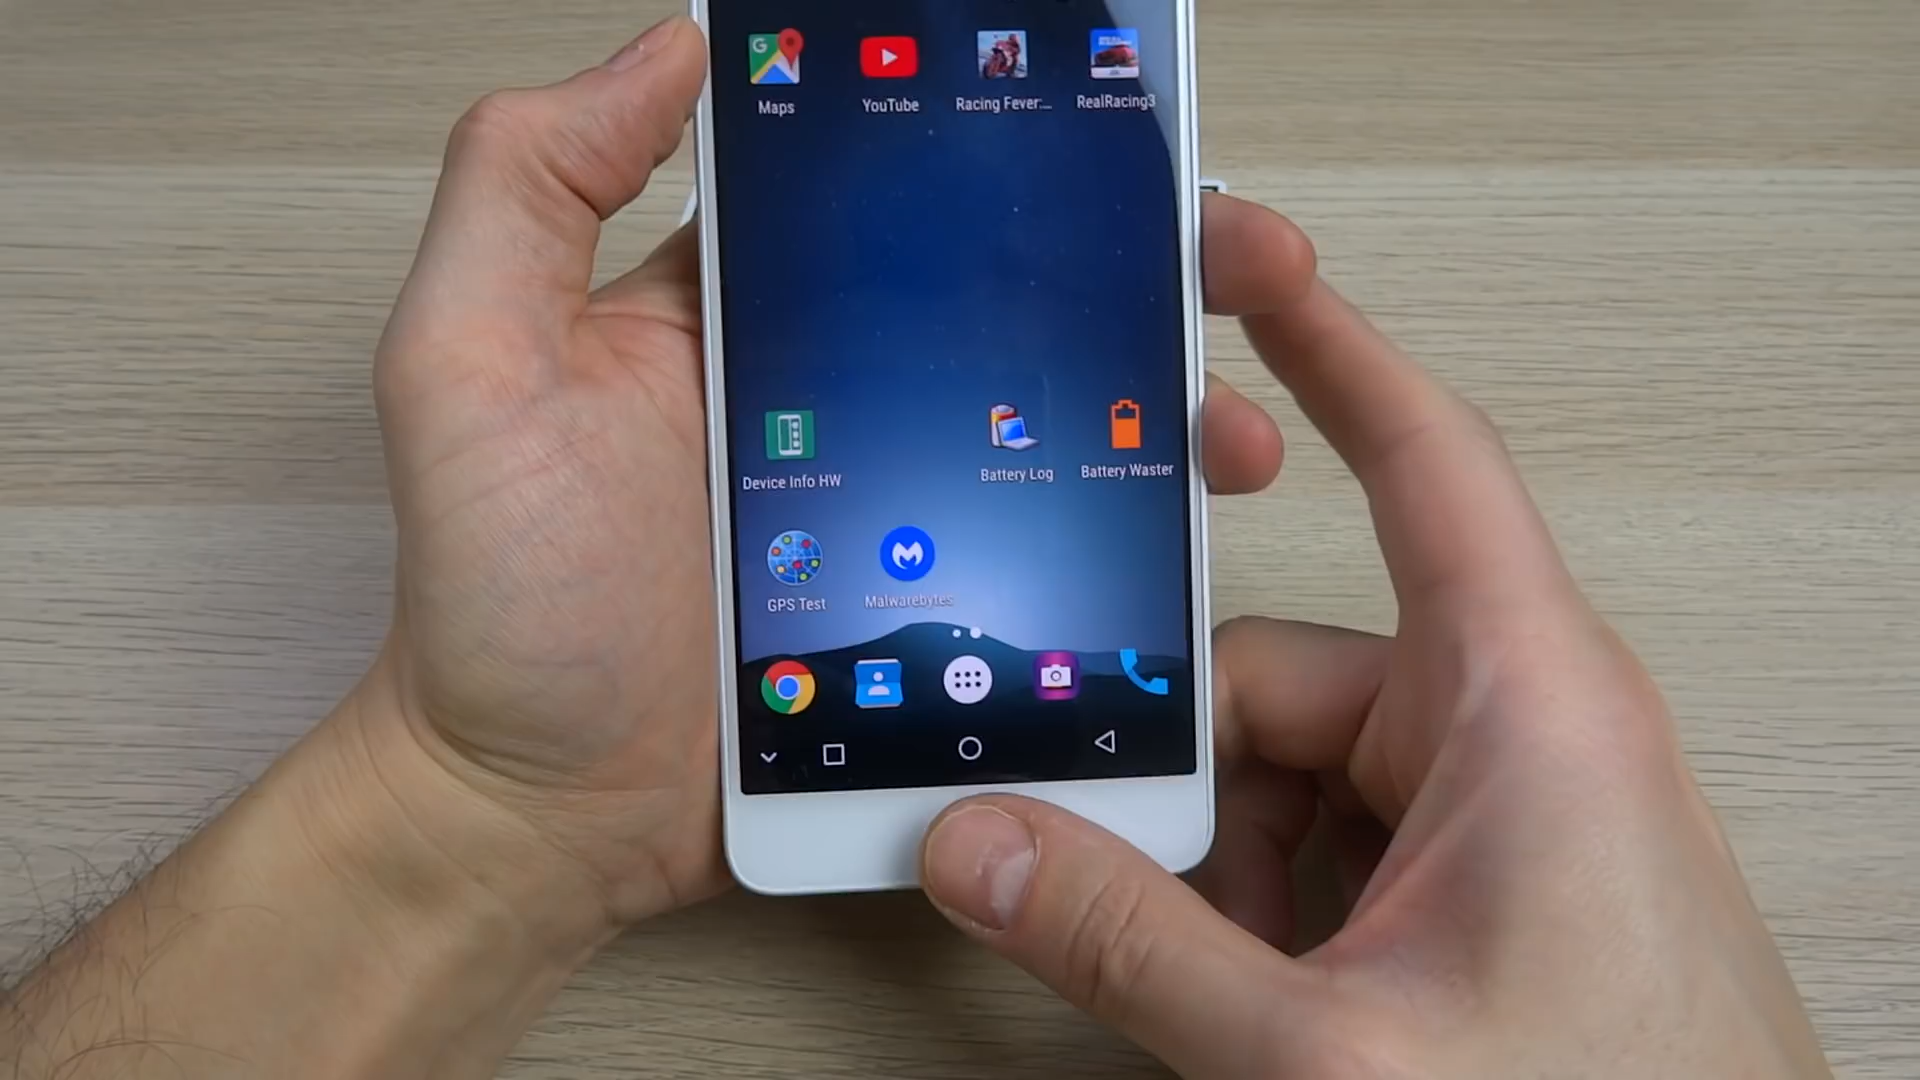 Maps
YouTube
Racing Fever:...
RealRacing3
Device Info HW
Battery Log
Battery Waster
GPS Test
Malwarebytes